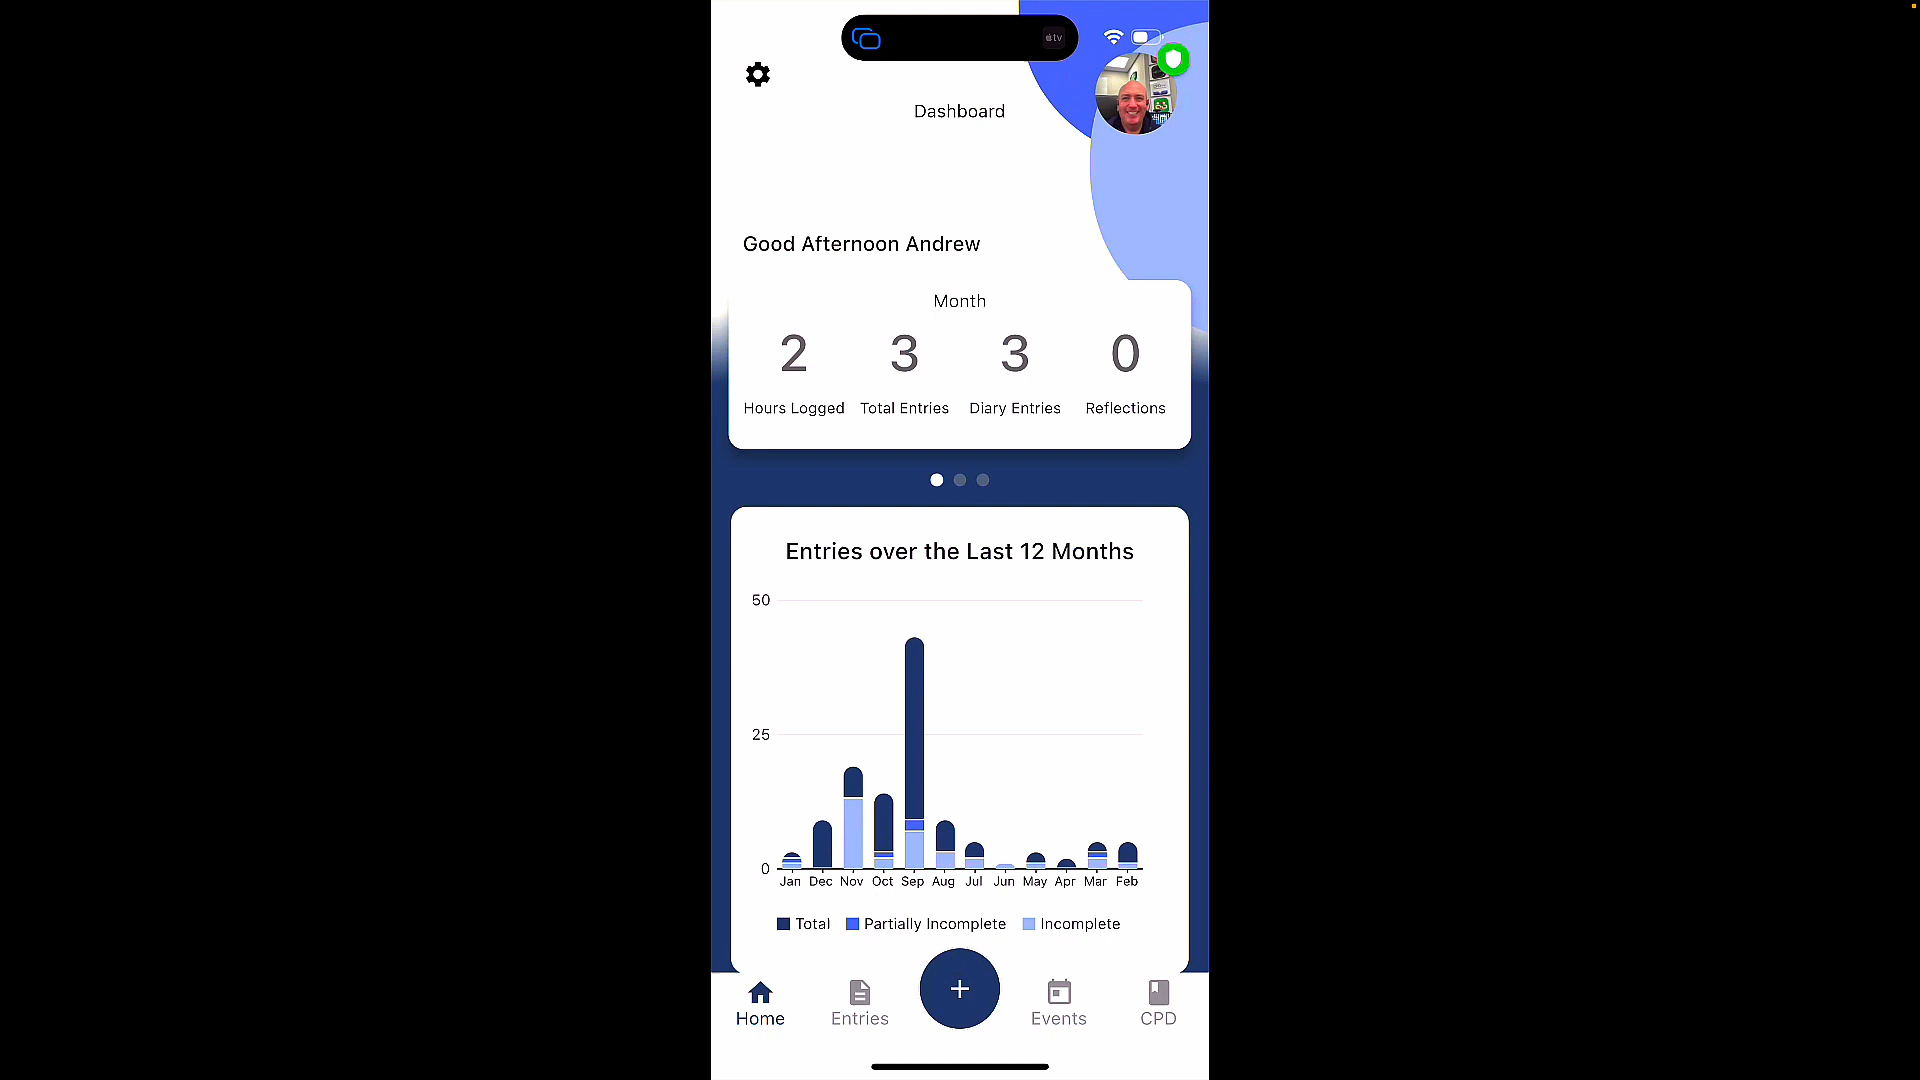 tv
Dashboard
Good Afternoon Andrew
Month
2 3 3 0
Hours Logged Total Entries Diary Entries Reflections
Entries over the Last 12 Months
50
25
0
Jan Dec Nov Oct Sep Aug Jul Jun May Apr Mar Feb
Total Partially Incomplete Incomplete
+
Home Entries Events CPD